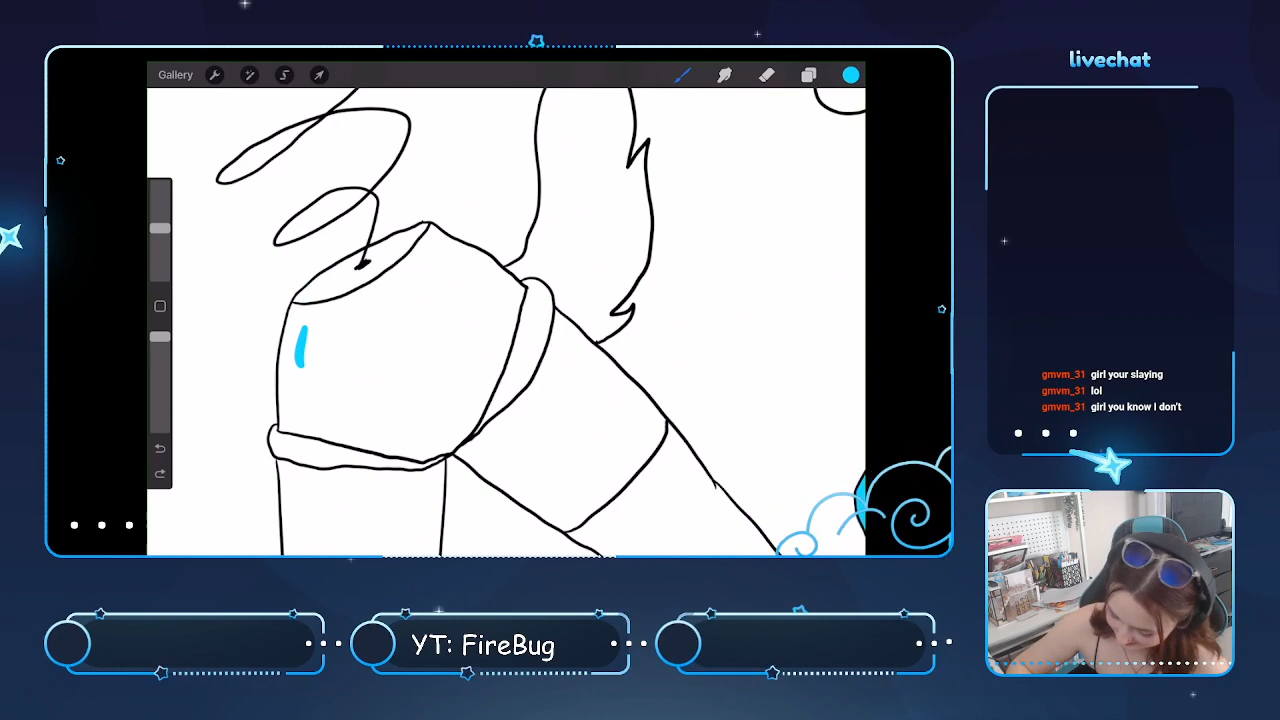 livechat
Gallery
gmvm_31 girl your slaying
gmvm_31 lol
gmvm_31 girl you know I don't
YT: FireBug